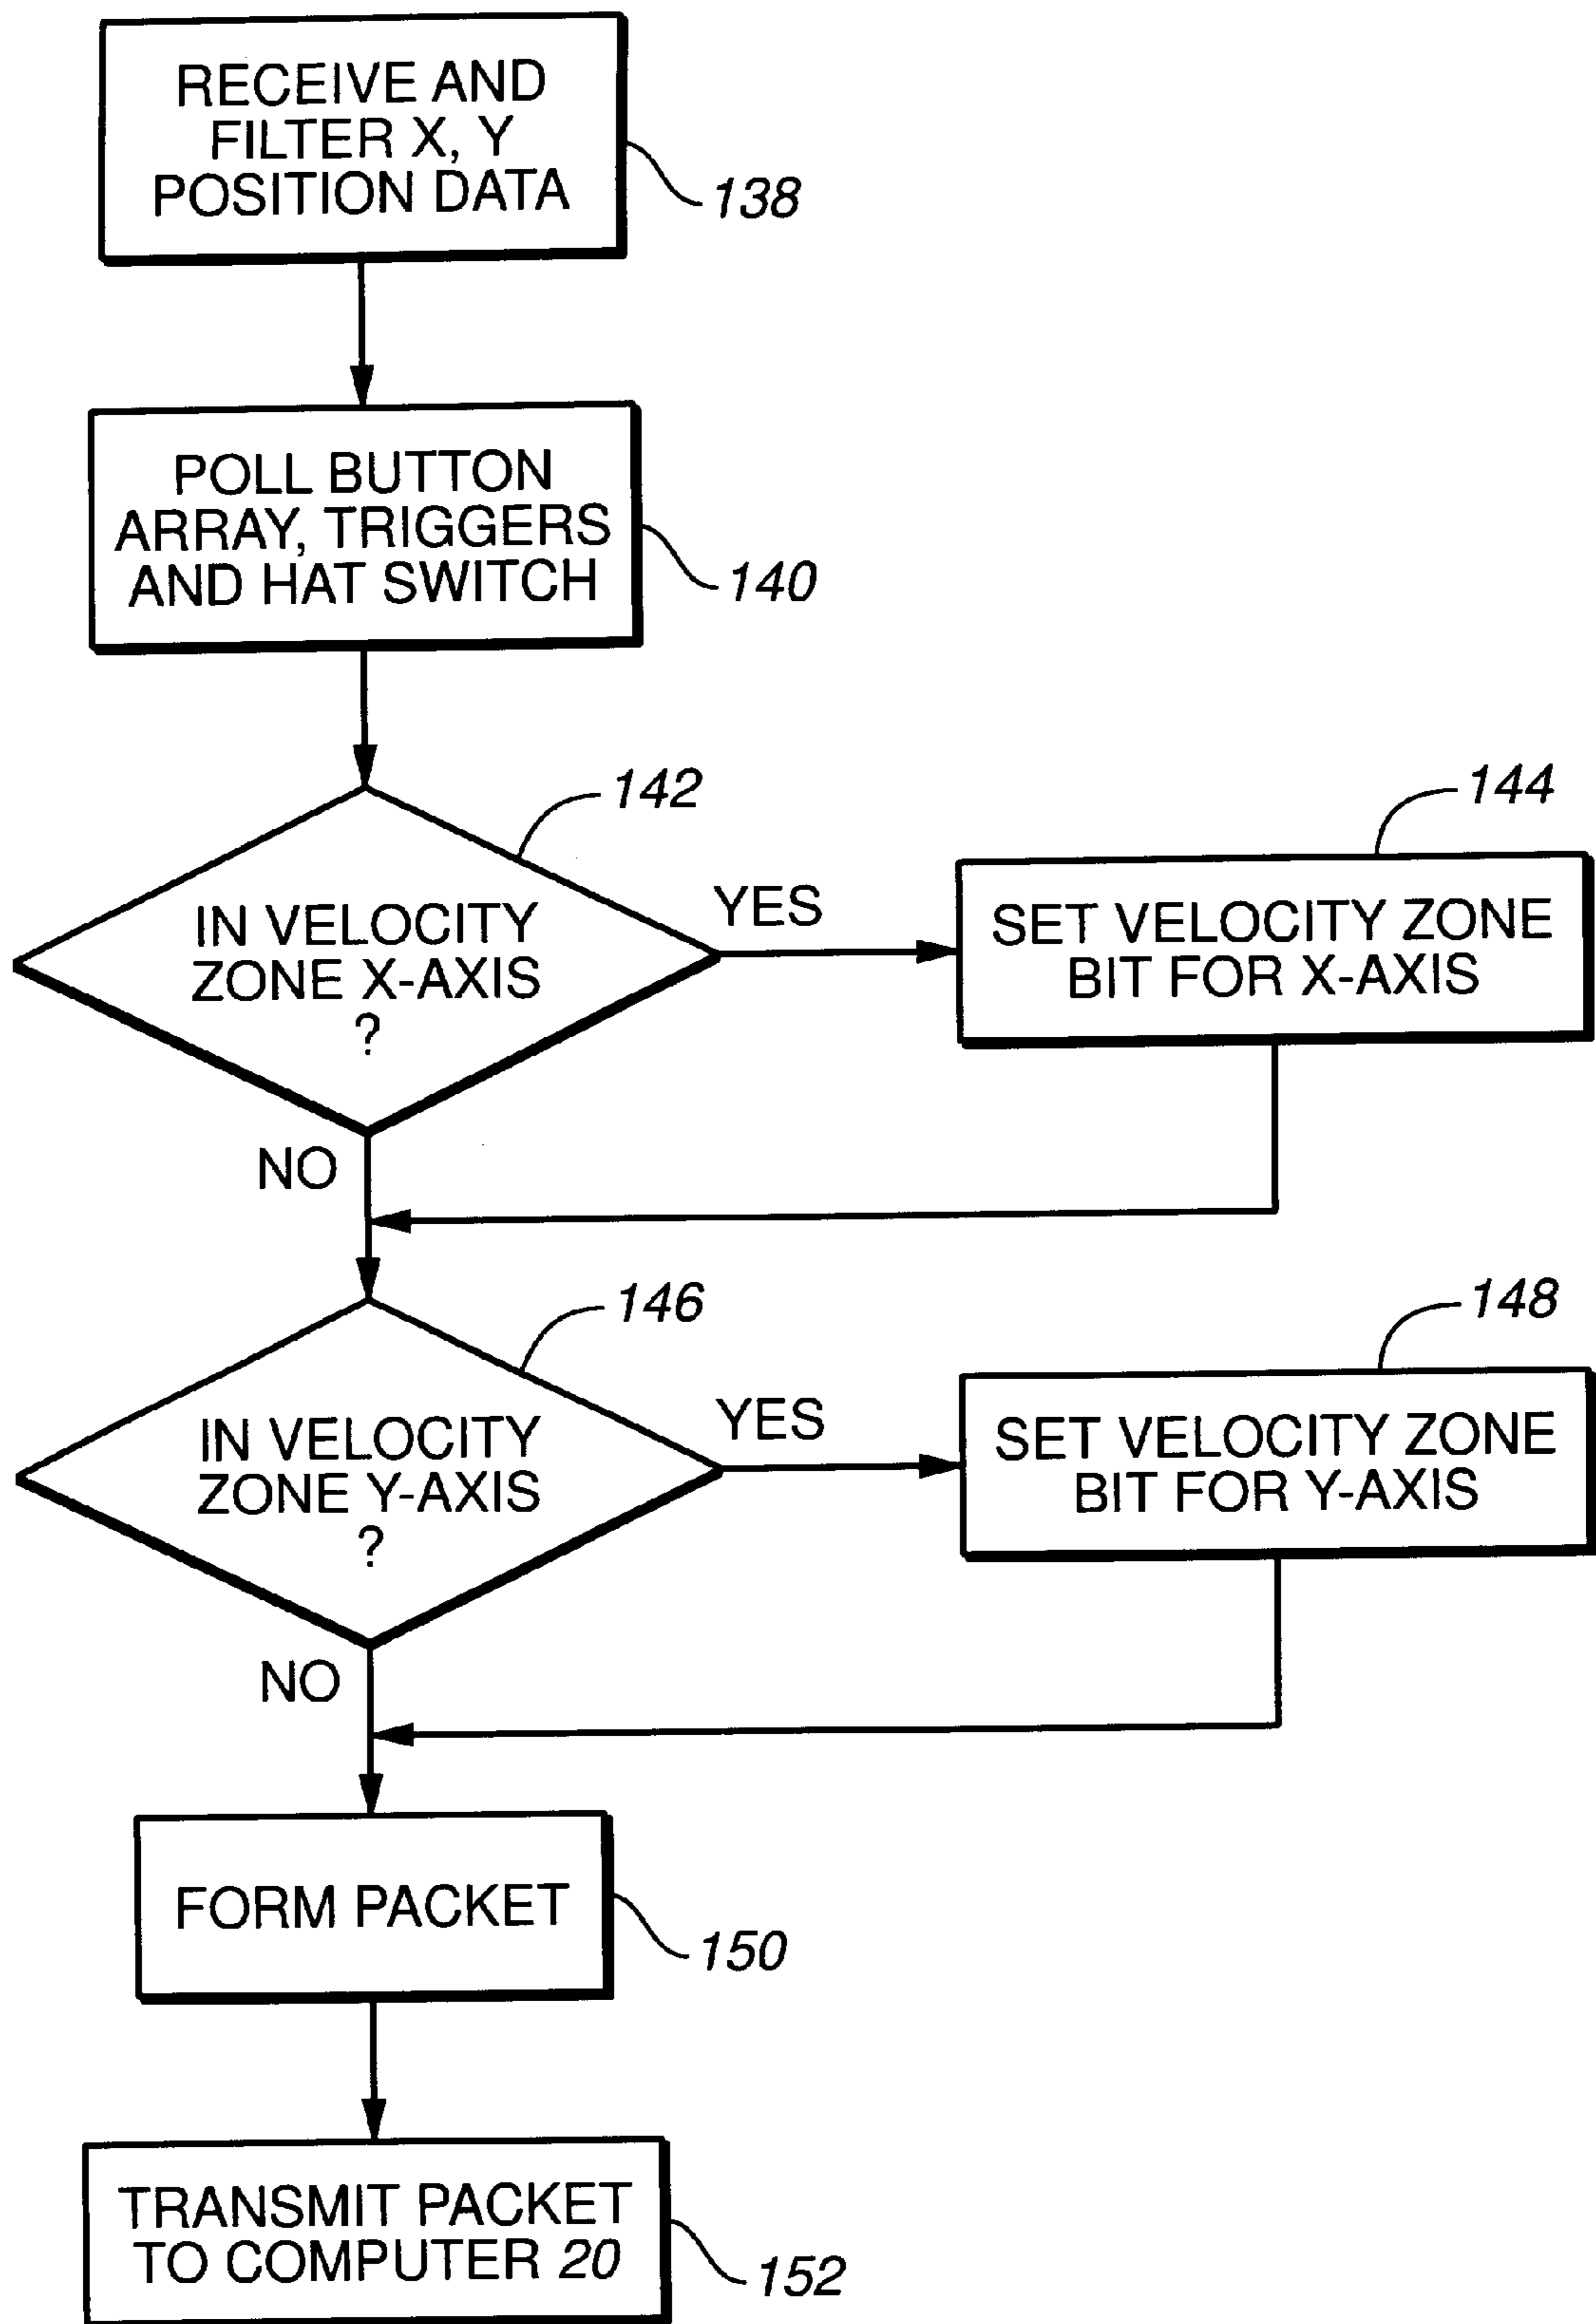 RECEIVE AND
FILTER X, Y
POSITION DATA
138
POLL BUTTON
ARRAY, TRIGGERS
AND HAT SWITCH
140
142
IN VELOCITY
ZONE X-AXIS
?
YES
NO
144
SET VELOCITY ZONE
BIT FOR X-AXIS
146
IN VELOCITY
ZONE Y-AXIS
?
YES
NO
148
SET VELOCITY ZONE
BIT FOR Y-AXIS
FORM PACKET
150
TRANSMIT PACKET
TO COMPUTER 20
152